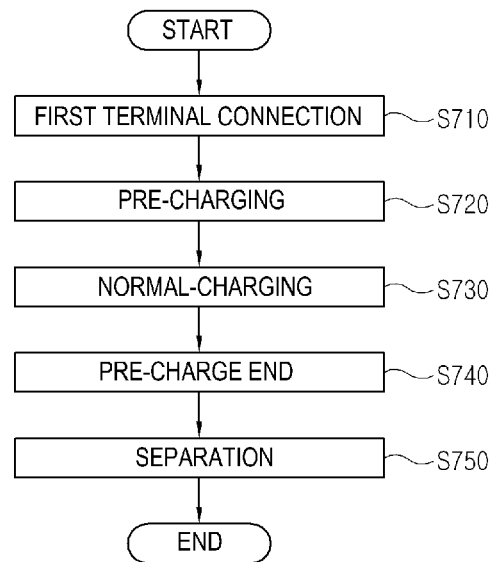 START
FIRST TERMINAL CONNECTION S710
PRE-CHARGING S720
NORMAL-CHARGING S730
PRE-CHARGE END S740
SEPARATION S750
END